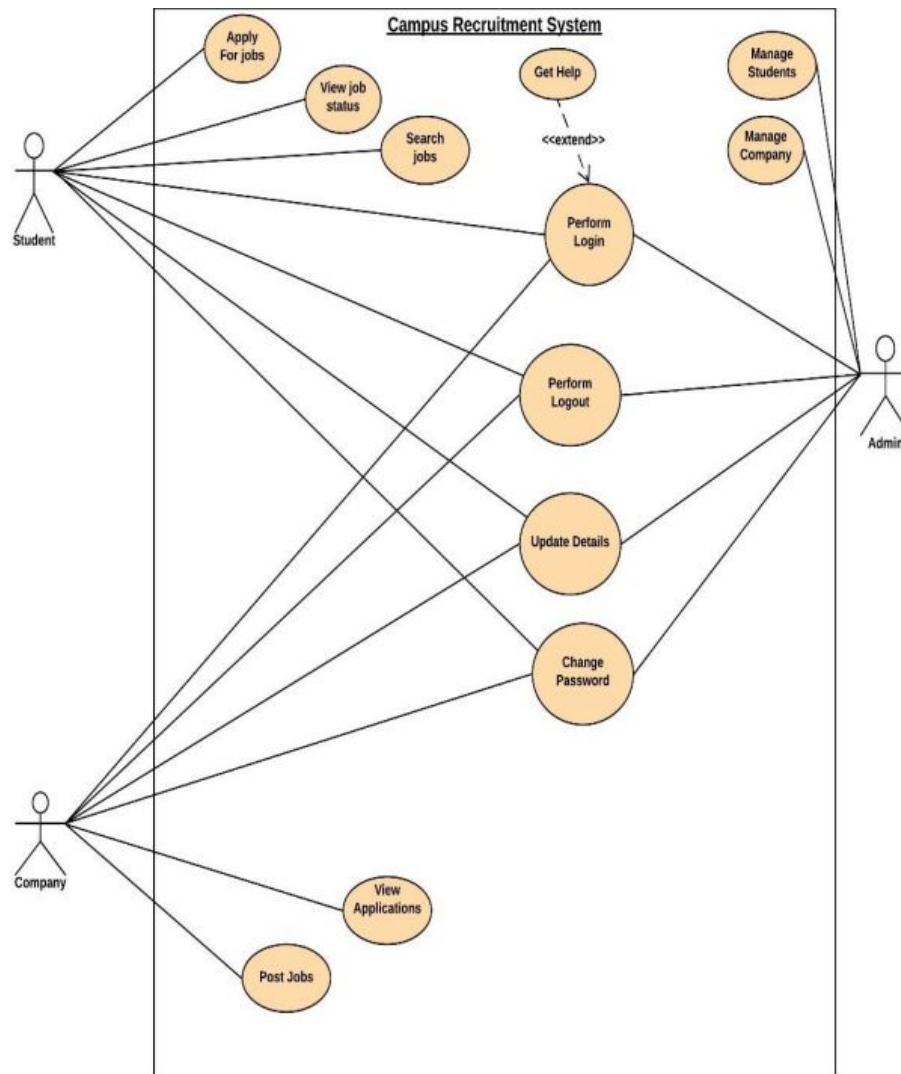 Campus Recruitment System
Apply
For jobs
View job
status
Search
jobs
Get Help
<<extend>>
Manage
Students
Manage
Company
Perform
Login
Student
Perform
Logout
Admin
Update Details
Change
Password
Company
View
Applications
Post Jobs